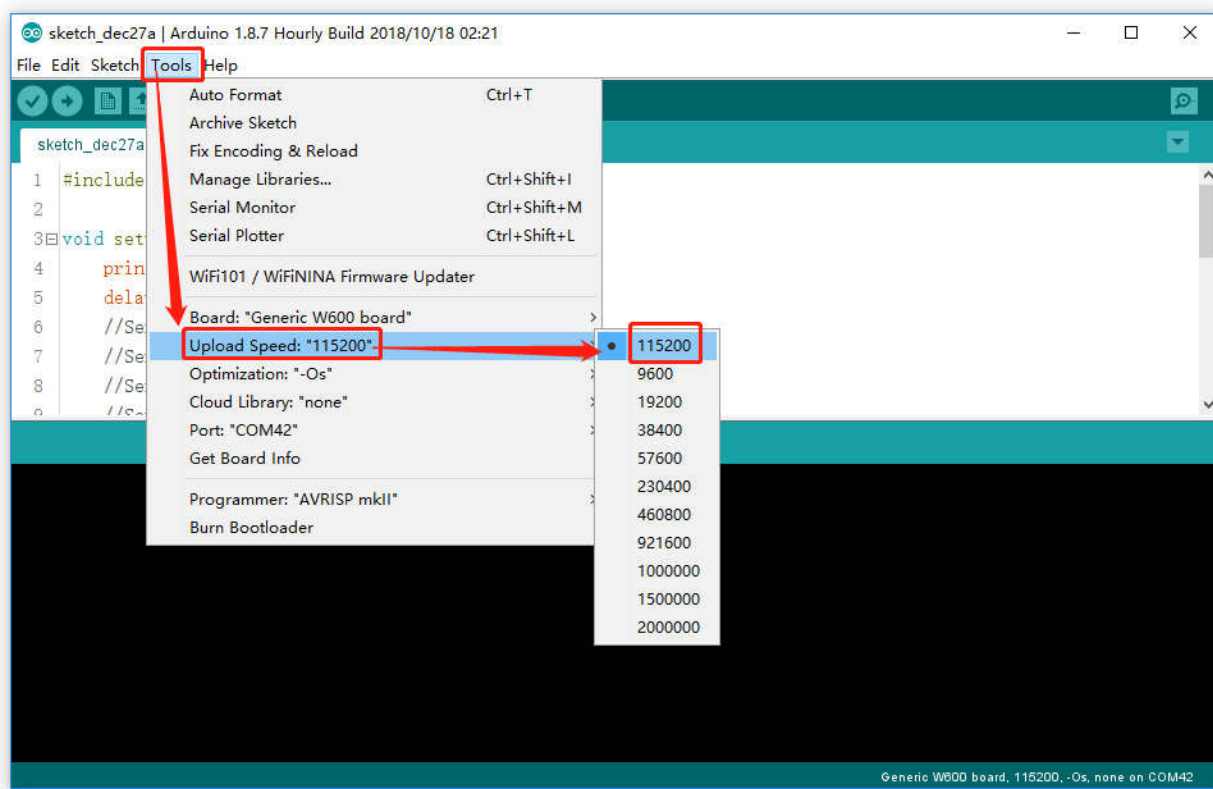 sketch_dec27a | Arduino 1.8.7 Hourly Build 2018/10/18 02:21
File Edit Sketch Tools Help
Auto Format Ctrl+T
Archive Sketch
sketch_dec27a
Fix Encoding & Reload
1 #include
Manage Libraries... Ctrl+Shift+I
2
Serial Monitor Ctrl+Shift+M
3 void set
Serial Plotter Ctrl+Shift+L
4 prin
WiFi101 / WiFiNINA Firmware Updater
5 dela
Board: "Generic W600 board"
6 //Se
Upload Speed: "115200"
7 //Se
Optimization: "-Os"
8 //Se
Cloud Library: "none"
Port: "COM42"
Get Board Info
Programmer: "AVRISP mkII"
Burn Bootloader
115200
9600
19200
38400
57600
230400
460800
921600
1000000
1500000
2000000
Generic W600 board, 115200, -Os, none on COM42